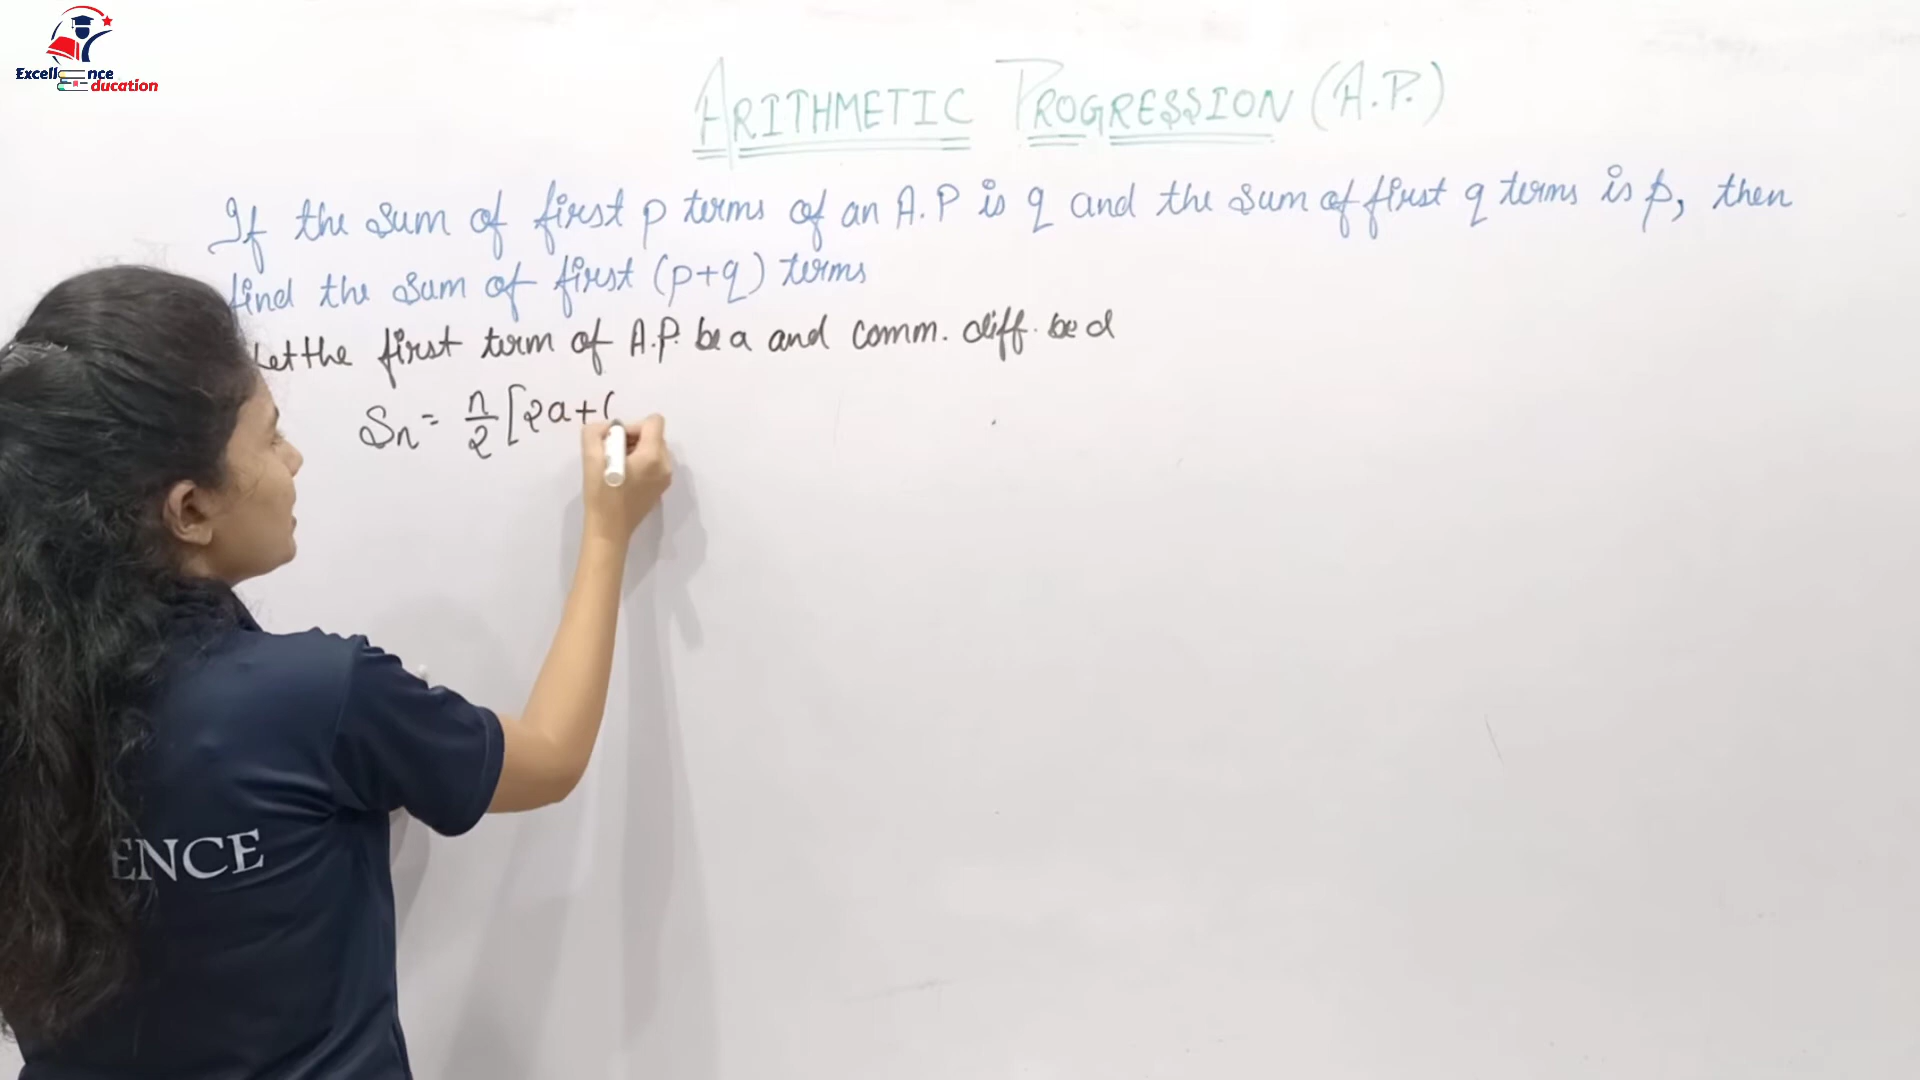 Excellence
Education
ARITHMETIC PROGRESSION (A.P.)
If the sum of first p terms of an A.P is q and the sum of first q terms is p, then
find the sum of first (p+q) terms
Let the first term of A.P. be a and comm. diff. be d
Sn = n/2 [2a+(
ENCE